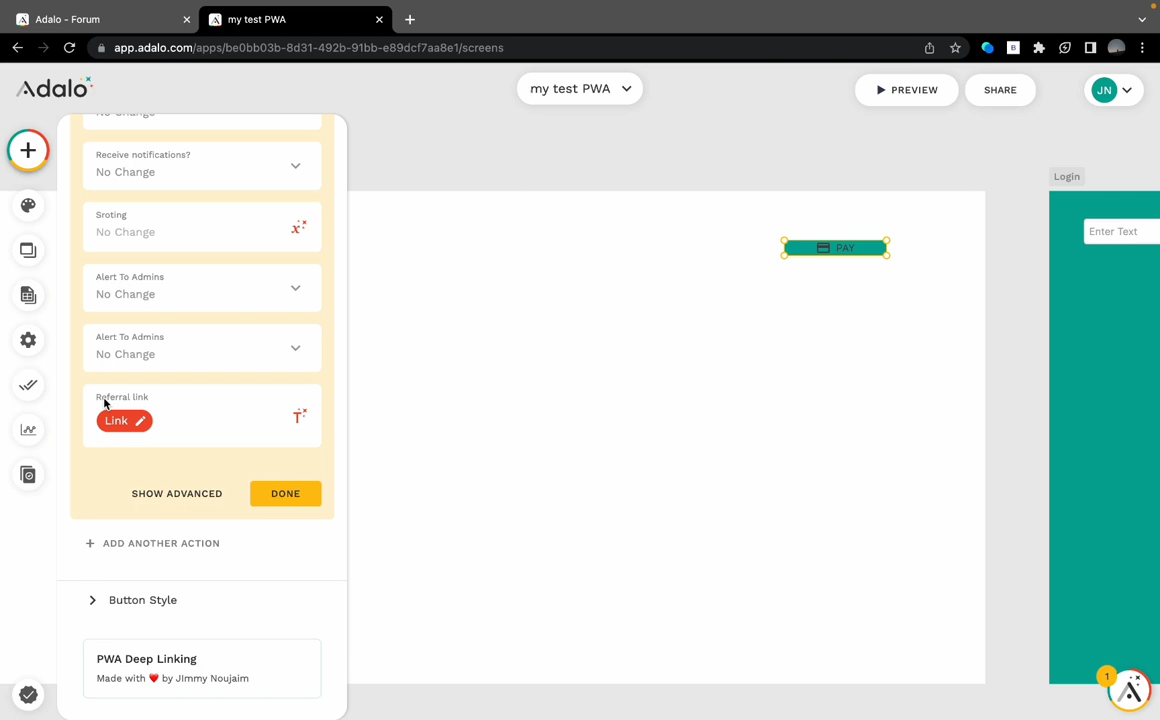 Adalo - Forum
my test PWA
app.adalo.com/apps/be0bb03b-8d31-492b-91bb-e89dcf7aa8e1/screens
Adalo
my test PWA
PREVIEW
SHARE
JN
No Change
Receive notifications?
No Change
Sroting
No Change
Alert To Admins
No Change
Alert To Admins
No Change
Referral link
Link
SHOW ADVANCED
DONE
ADD ANOTHER ACTION
Button Style
PWA Deep Linking
Made with ❤️ by JImmy Noujaim
PAY
Login
Enter Text
1